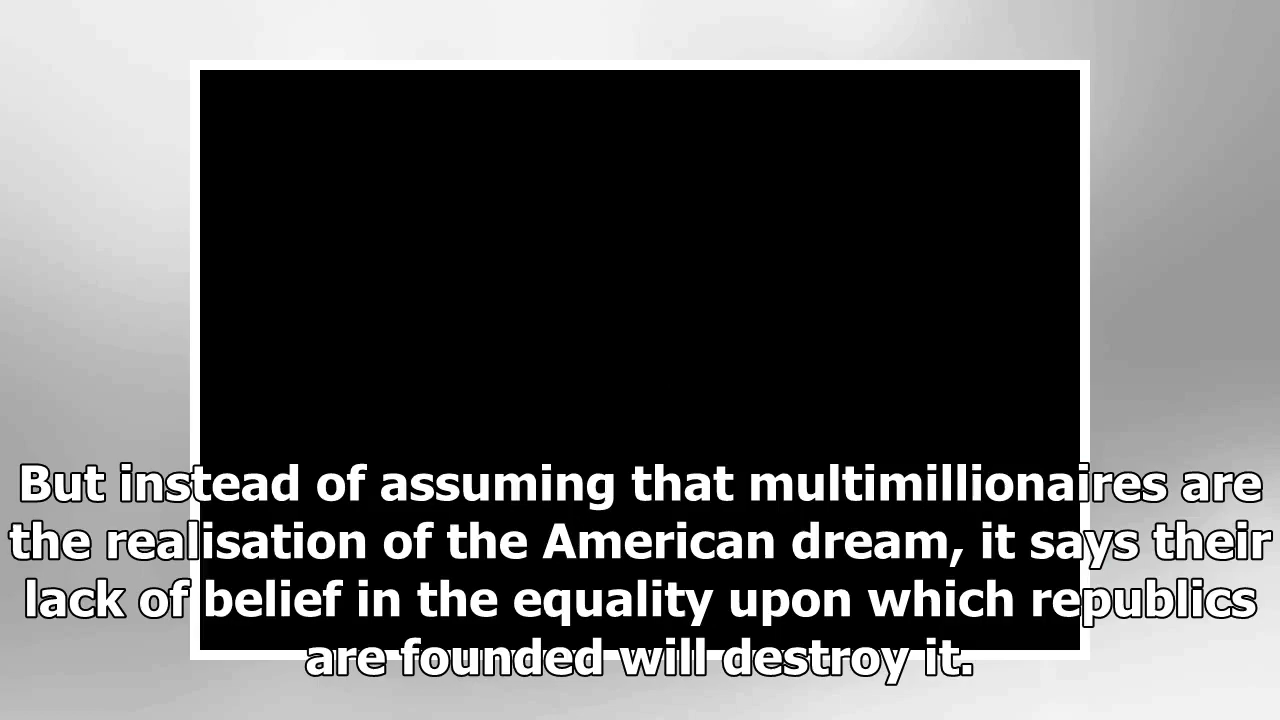 But instead of assuming that multimillionaires are
the realisation of the American dream, it says their
lack of belief in the equality upon which republics
are founded will destroy it.